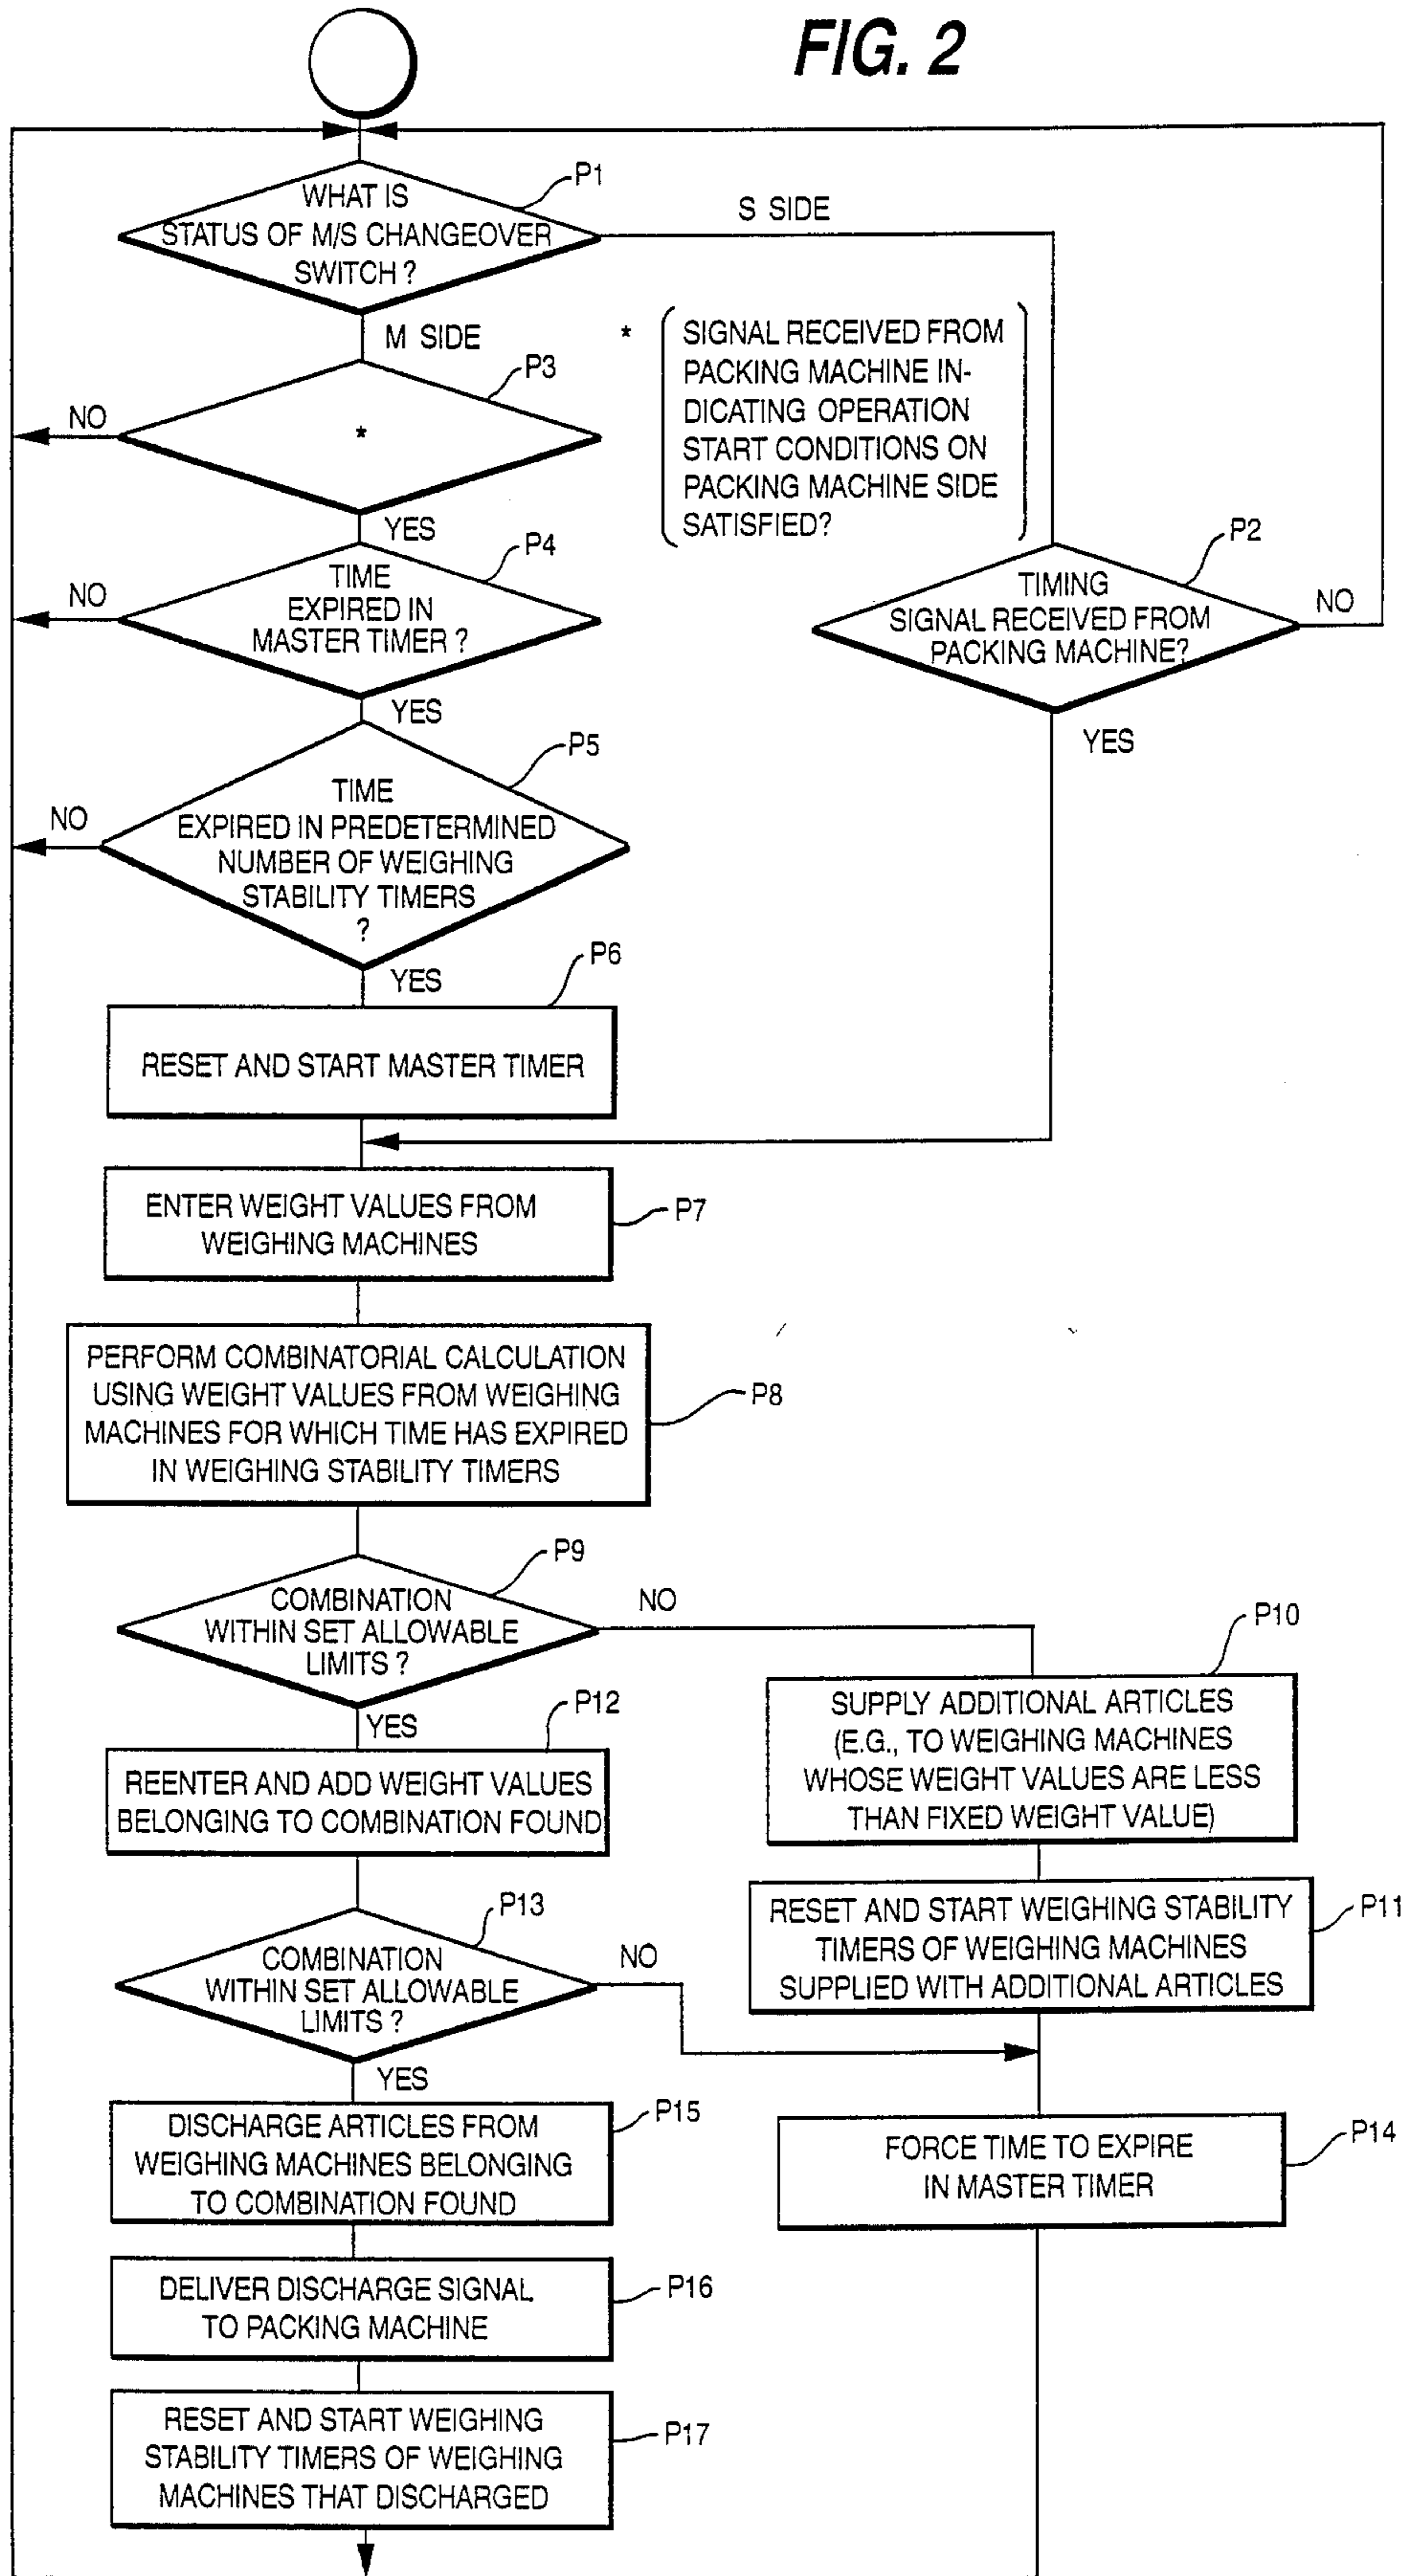 FIG. 2
P1
WHAT IS
STATUS OF M/S CHANGEOVER
SWITCH ?
S SIDE
M SIDE
*
SIGNAL RECEIVED FROM
PACKING MACHINE IN-
DICATING OPERATION
START CONDITIONS ON
PACKING MACHINE SIDE
SATISFIED?
P3
NO
*
YES
P4
NO
TIME
EXPIRED IN
MASTER TIMER ?
YES
P2
TIMING
SIGNAL RECEIVED FROM
PACKING MACHINE?
NO
YES
P5
NO
TIME
EXPIRED IN PREDETERMINED
NUMBER OF WEIGHING
STABILITY TIMERS
?
YES
P6
RESET AND START MASTER TIMER
ENTER WEIGHT VALUES FROM
WEIGHING MACHINES
P7
PERFORM COMBINATORIAL CALCULATION
USING WEIGHT VALUES FROM WEIGHING
MACHINES FOR WHICH TIME HAS EXPIRED
IN WEIGHING STABILITY TIMERS
P8
P9
COMBINATION
WITHIN SET ALLOWABLE
LIMITS ?
NO
YES
P10
SUPPLY ADDITIONAL ARTICLES
(E.G., TO WEIGHING MACHINES
WHOSE WEIGHT VALUES ARE LESS
THAN FIXED WEIGHT VALUE)
P12
REENTER AND ADD WEIGHT VALUES
BELONGING TO COMBINATION FOUND
P11
RESET AND START WEIGHING STABILITY
TIMERS OF WEIGHING MACHINES
SUPPLIED WITH ADDITIONAL ARTICLES
P13
COMBINATION
WITHIN SET ALLOWABLE
LIMITS ?
NO
YES
P15
DISCHARGE ARTICLES FROM
WEIGHING MACHINES BELONGING
TO COMBINATION FOUND
P14
FORCE TIME TO EXPIRE
IN MASTER TIMER
DELIVER DISCHARGE SIGNAL
TO PACKING MACHINE
P16
RESET AND START WEIGHING
STABILITY TIMERS OF WEIGHING
MACHINES THAT DISCHARGED
P17